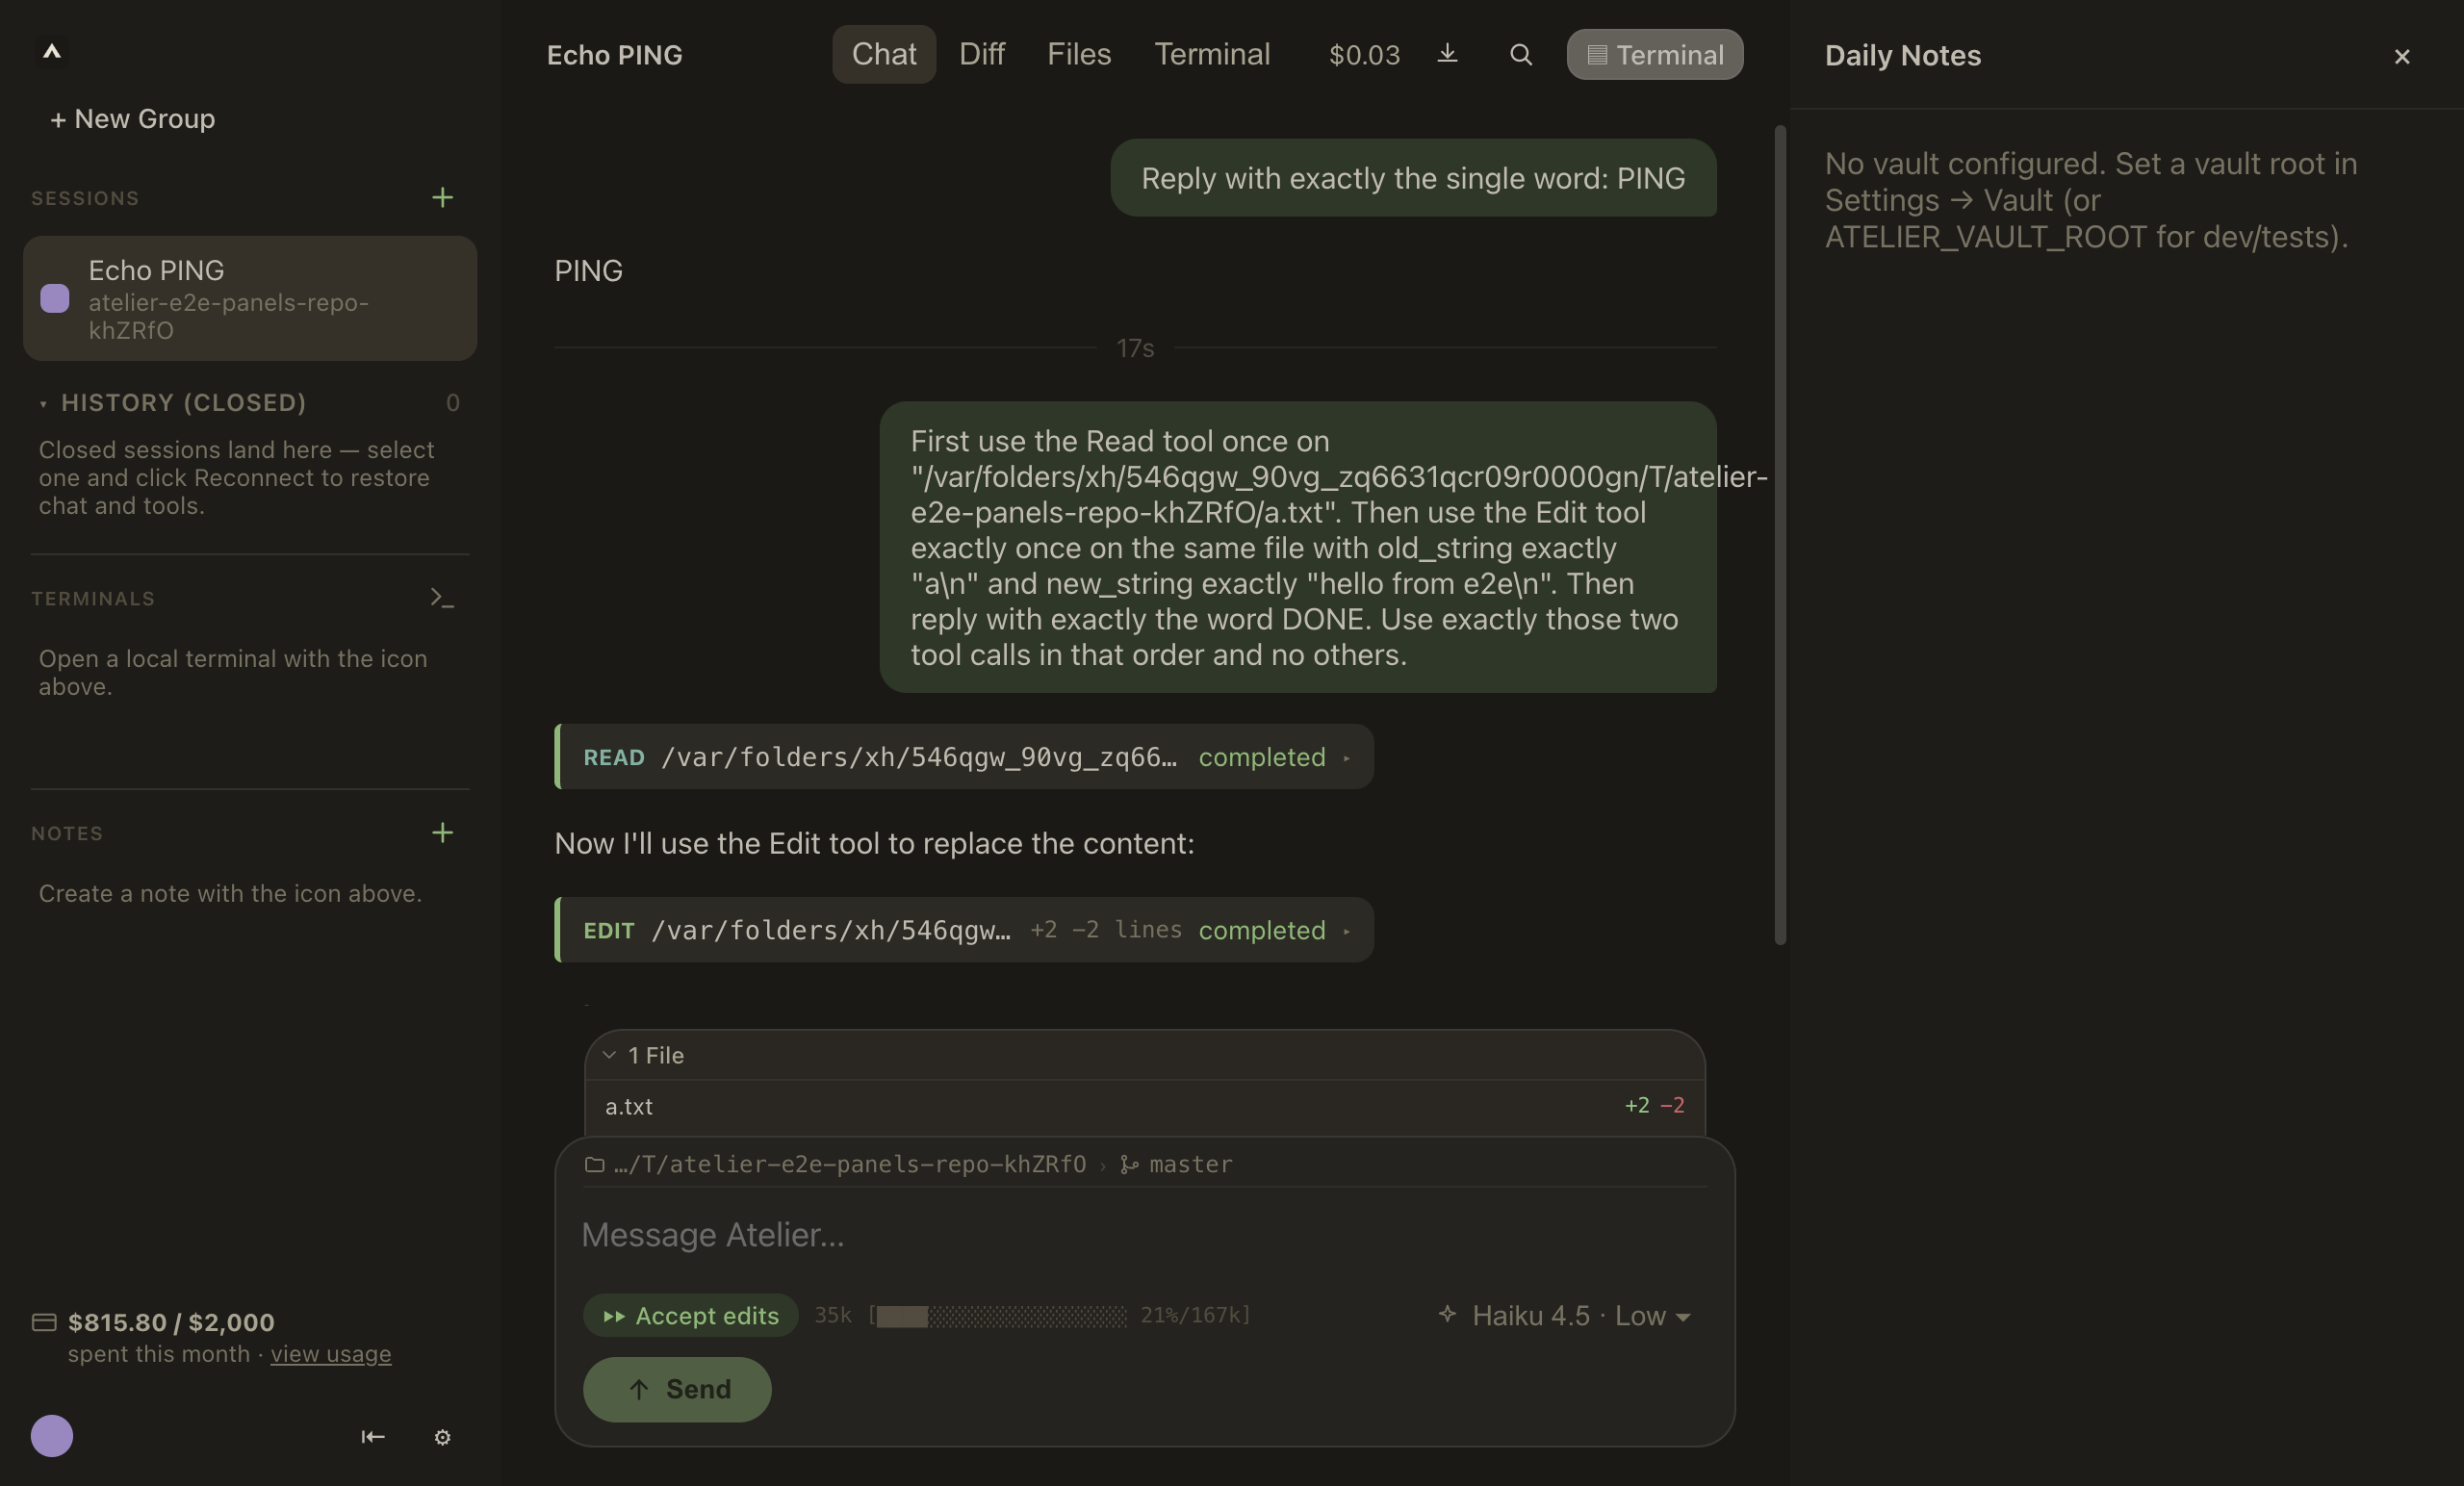 + New Group
SESSIONS
Echo PING
atelier-e2e-panels-repo-
khZRfO
HISTORY (CLOSED) 0
Closed sessions land here — select
one and click Reconnect to restore
chat and tools.
TERMINALS
Open a local terminal with the icon
above.
NOTES
Create a note with the icon above.
$815.80 / $2,000
spent this month · view usage
Echo PING
Chat Diff Files Terminal $0.03 Terminal
Reply with exactly the single word: PING
PING
17s
First use the Read tool once on
"/var/folders/xh/546qgw_90vg_zq6631qcr09r0000gn/T/atelier-
e2e-panels-repo-khZRfO/a.txt". Then use the Edit tool
exactly once on the same file with old_string exactly
"a\n" and new_string exactly "hello from e2e\n". Then
reply with exactly the word DONE. Use exactly those two
tool calls in that order and no others.
READ /var/folders/xh/546qgw_90vg_zq66… completed
Now I'll use the Edit tool to replace the content:
EDIT /var/folders/xh/546qgw… +2 −2 lines completed
1 File
a.txt +2 −2
…/T/atelier-e2e-panels-repo-khZRfO › master
Message Atelier...
Accept edits 35k [21%/167k] Haiku 4.5 · Low
Send
Daily Notes
No vault configured. Set a vault root in
Settings → Vault (or
ATELIER_VAULT_ROOT for dev/tests).